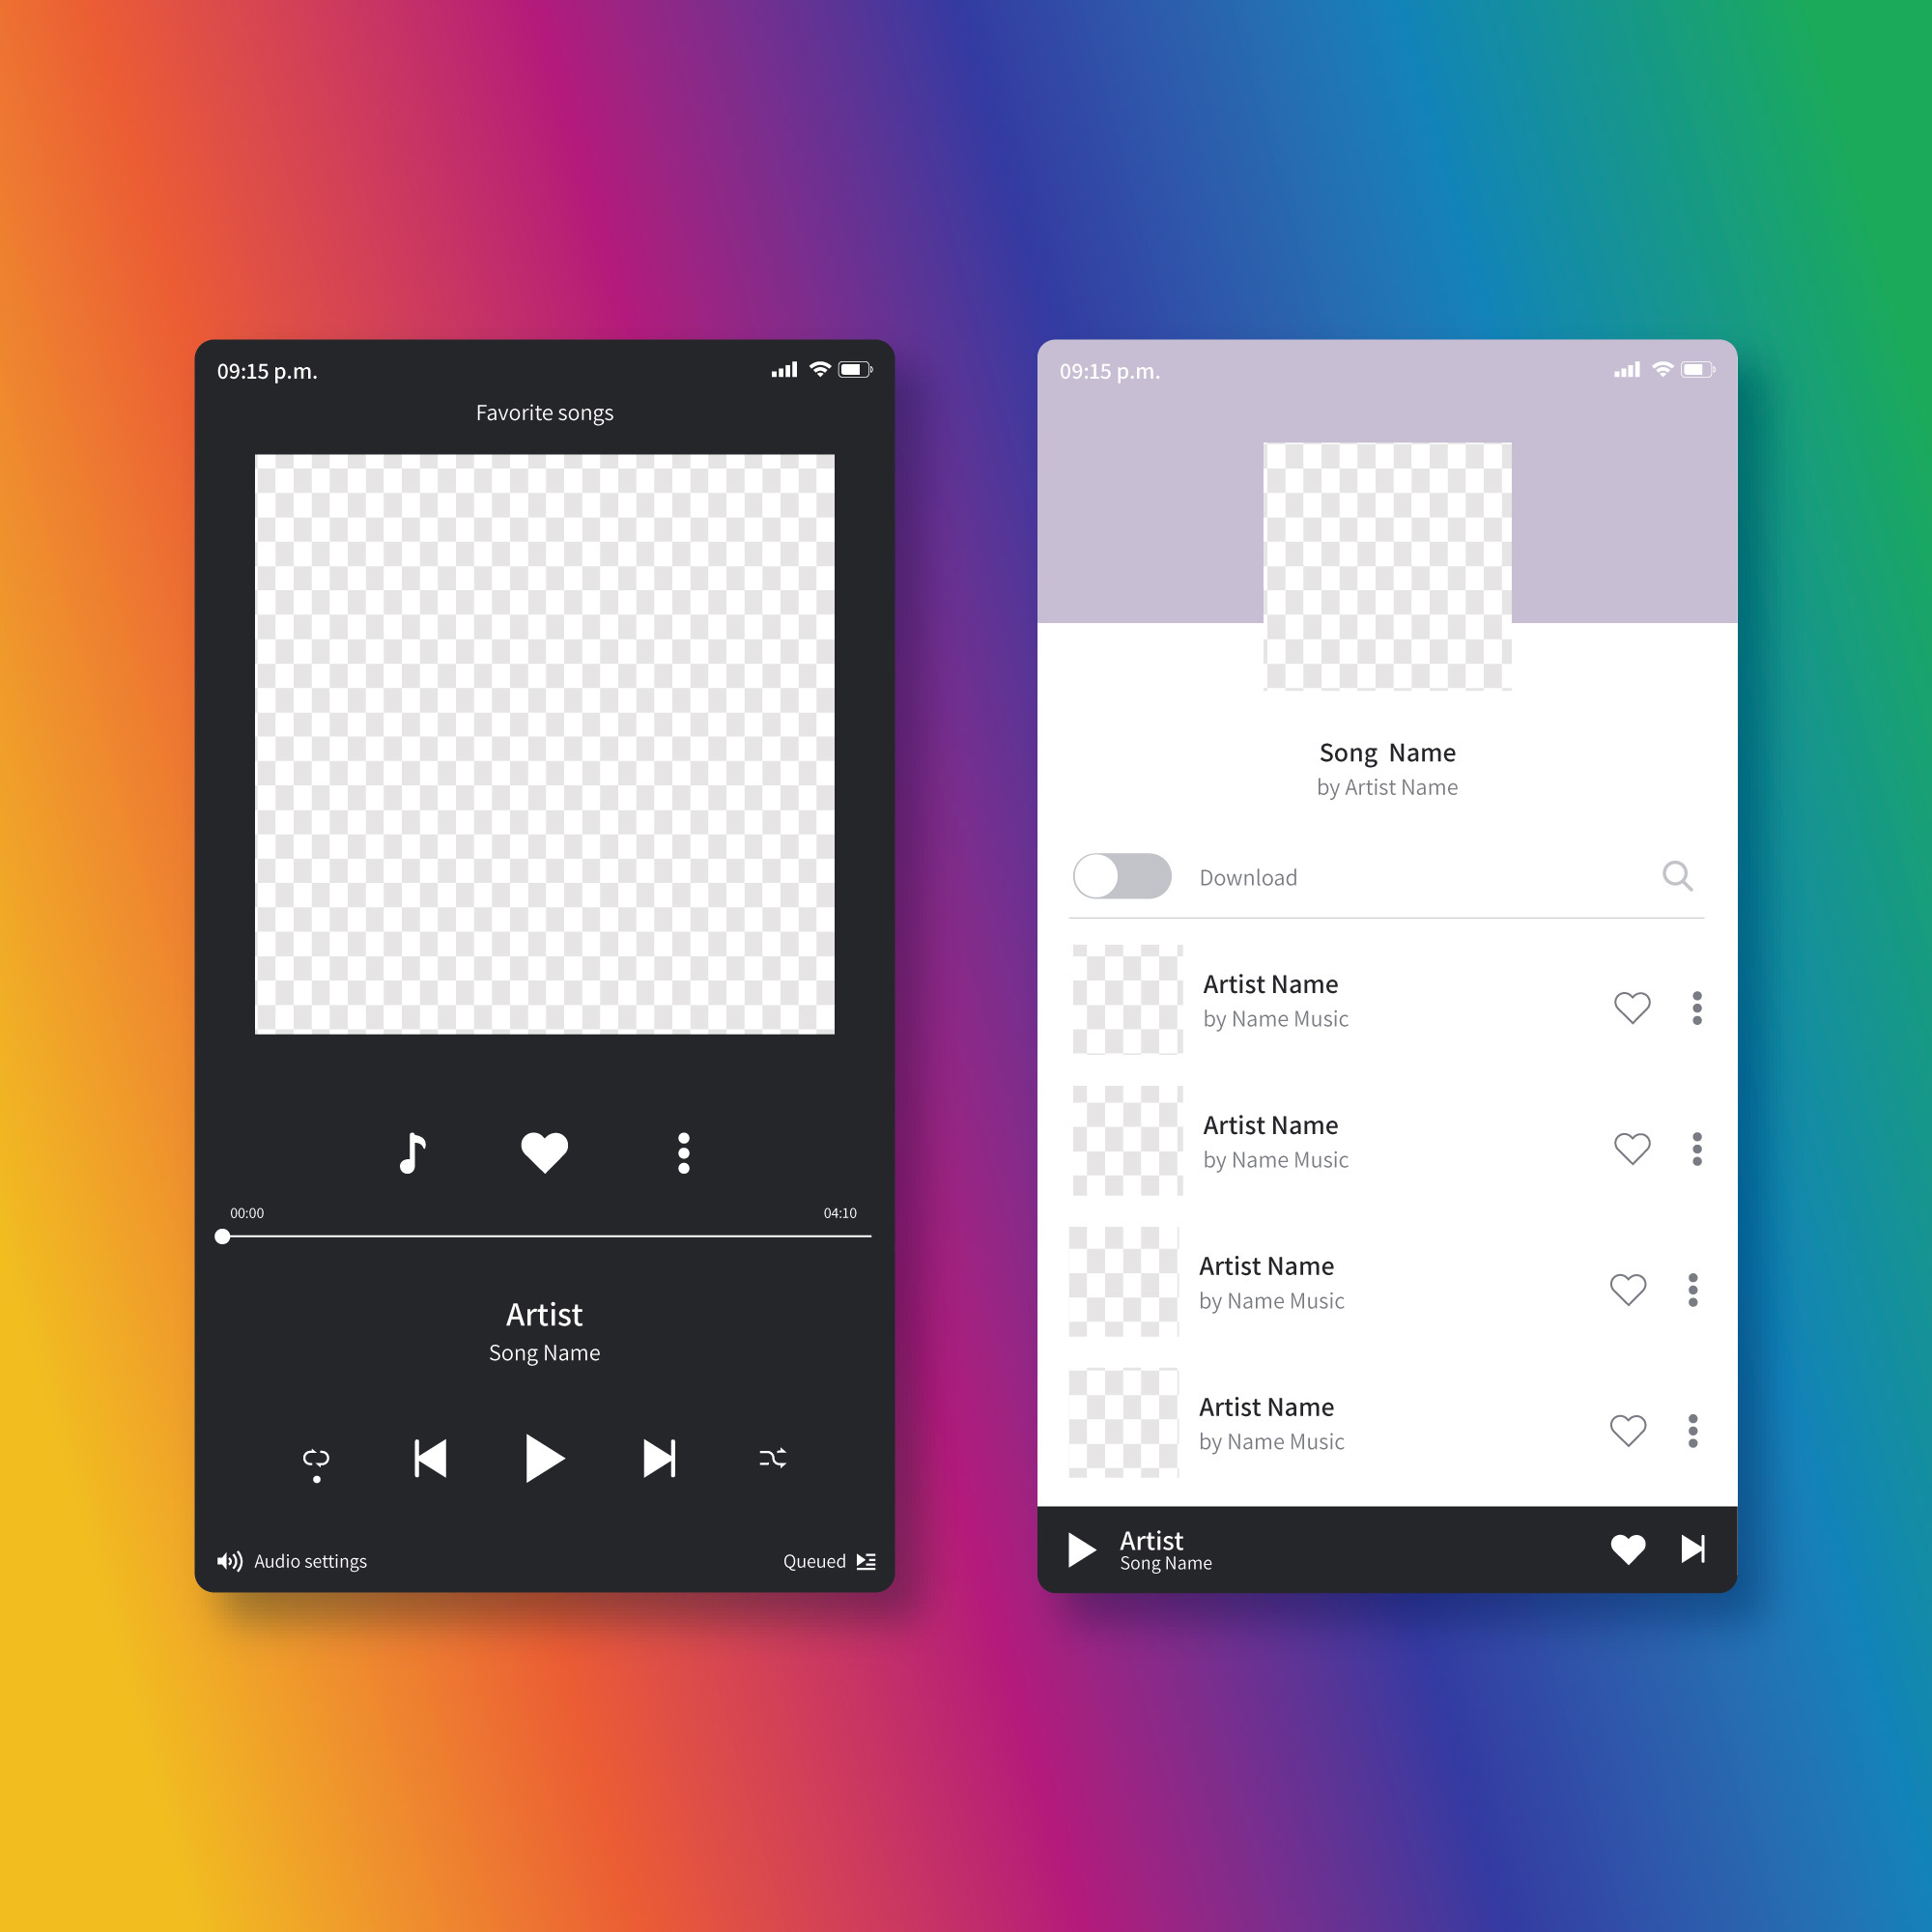 09:15 p.m.
Favorite songs
00:00
04:10
Artist
Song Name
Audio settings
Queued
09:15 p.m.
Song Name
by Artist Name
Download
Artist Name
by Name Music
Artist Name
by Name Music
Artist Name
by Name Music
Artist Name
by Name Music
Artist
Song Name